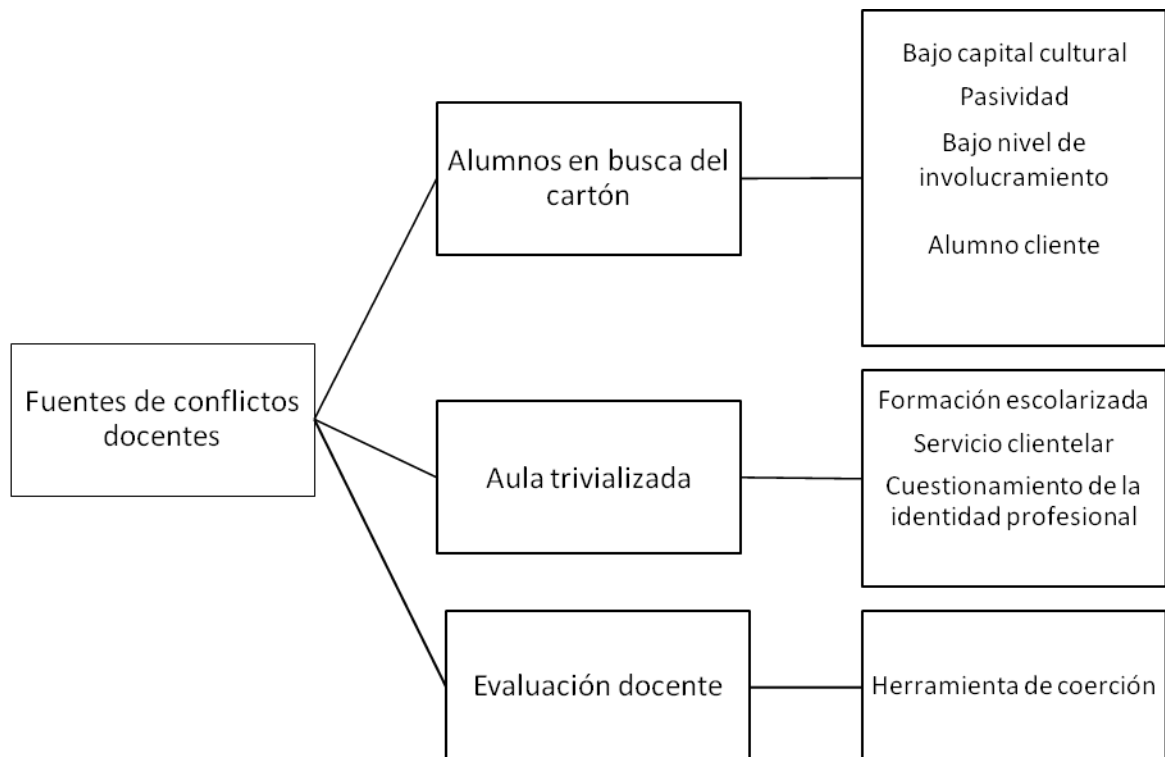 Fuentes de conflictos
docentes
Alumnos en busca del
cartón
Bajo capital cultural
Pasividad
Bajo nivel de
involucramiento
Alumno cliente
Aula trivializada
Formación escolarizada
Servicio clientelar
Cuestionamiento de la
identidad profesional
Evaluación docente
Herramienta de coerción